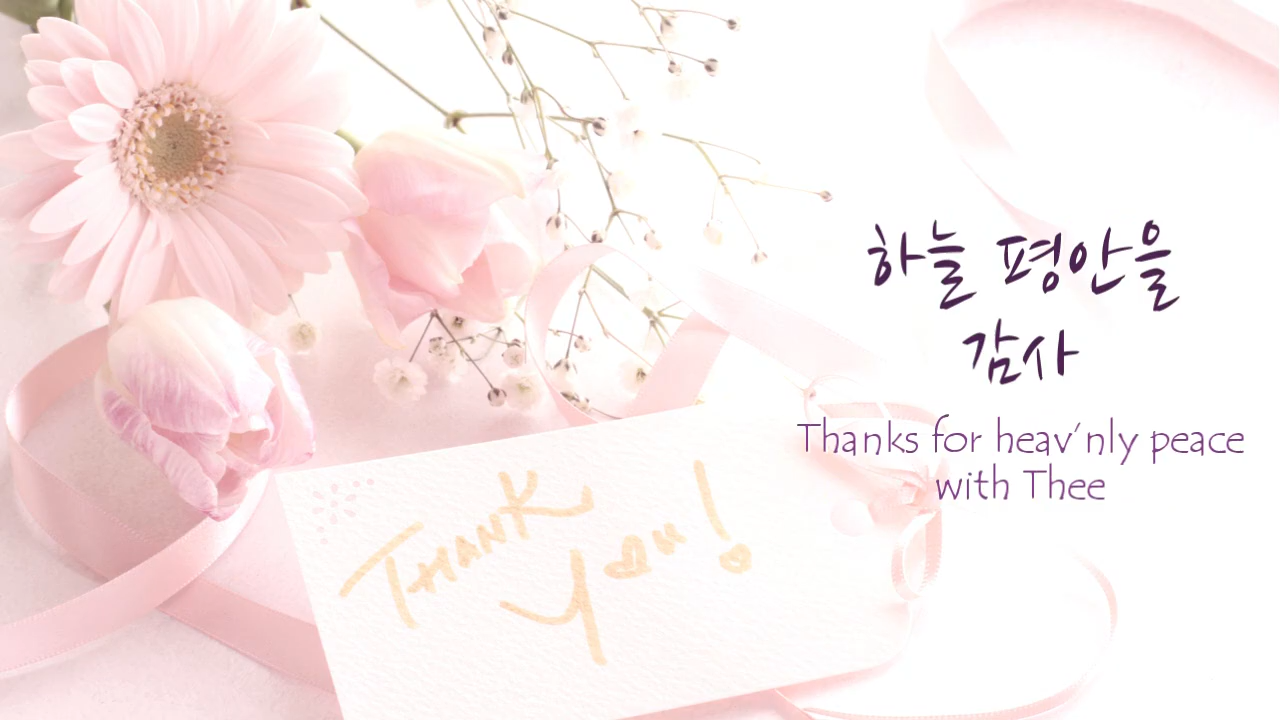 하늘 평안을
감사
Thanks for heav′nly peace
with Thee
THANK
You!